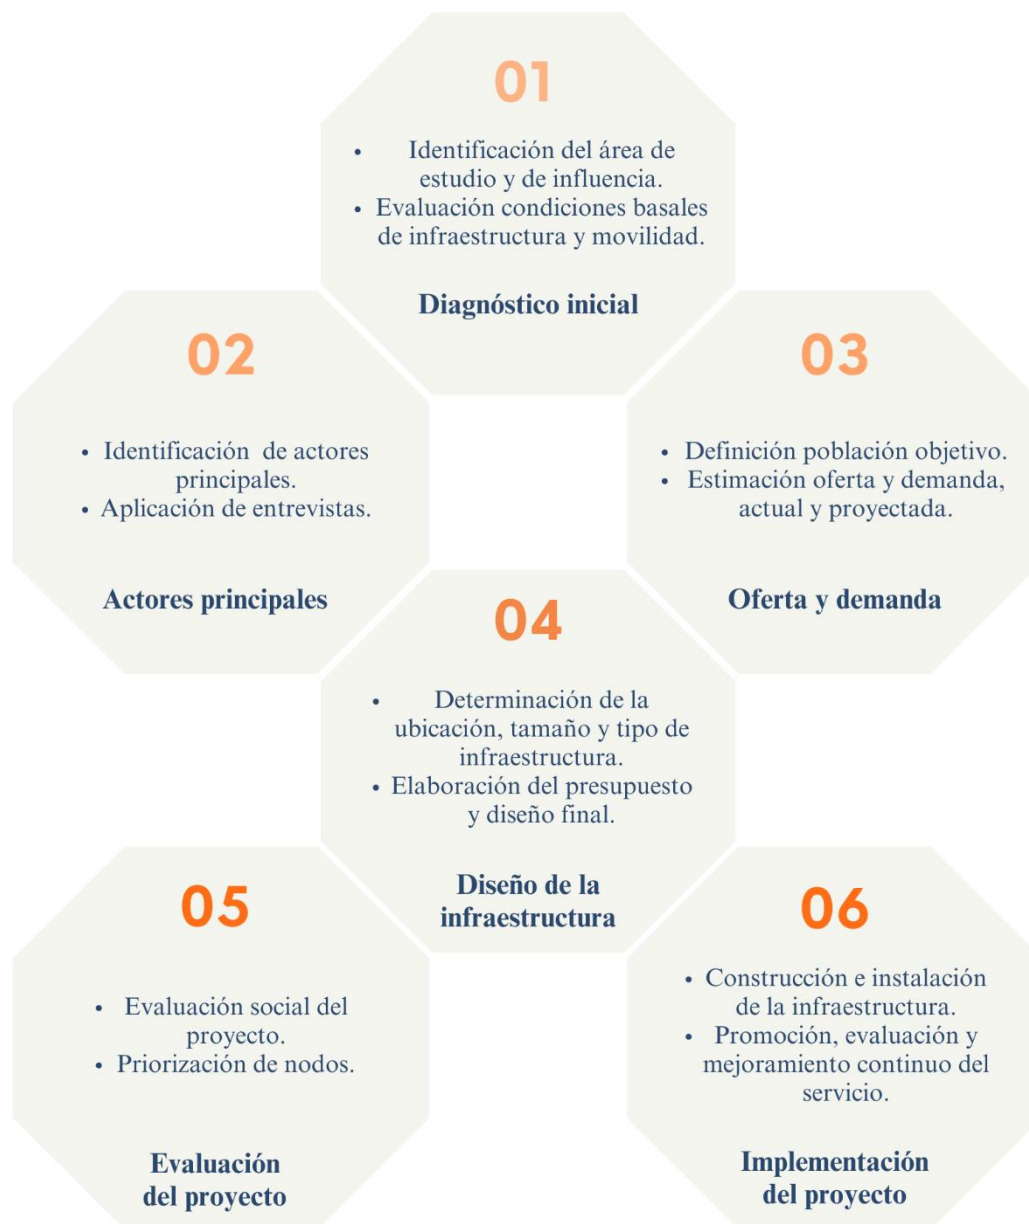 01
• Identificación del área de
estudio y de influencia.
• Evaluación condiciones basales
de infraestructura y movilidad.
Diagnóstico inicial
02
• Identificación de actores
principales.
• Aplicación de entrevistas.
Actores principales
03
• Definición población objetivo.
• Estimación oferta y demanda,
actual y proyectada.
Oferta y demanda
04
• Determinación de la
ubicación, tamaño y tipo de
infraestructura.
• Elaboración del presupuesto
y diseño final.
Diseño de la
infraestructura
05
• Evaluación social del
proyecto.
• Priorización de nodos.
Evaluación
del proyecto
06
• Construcción e instalación
de la infraestructura.
• Promoción, evaluación y
mejoramiento continuo del
servicio.
Implementación
del proyecto